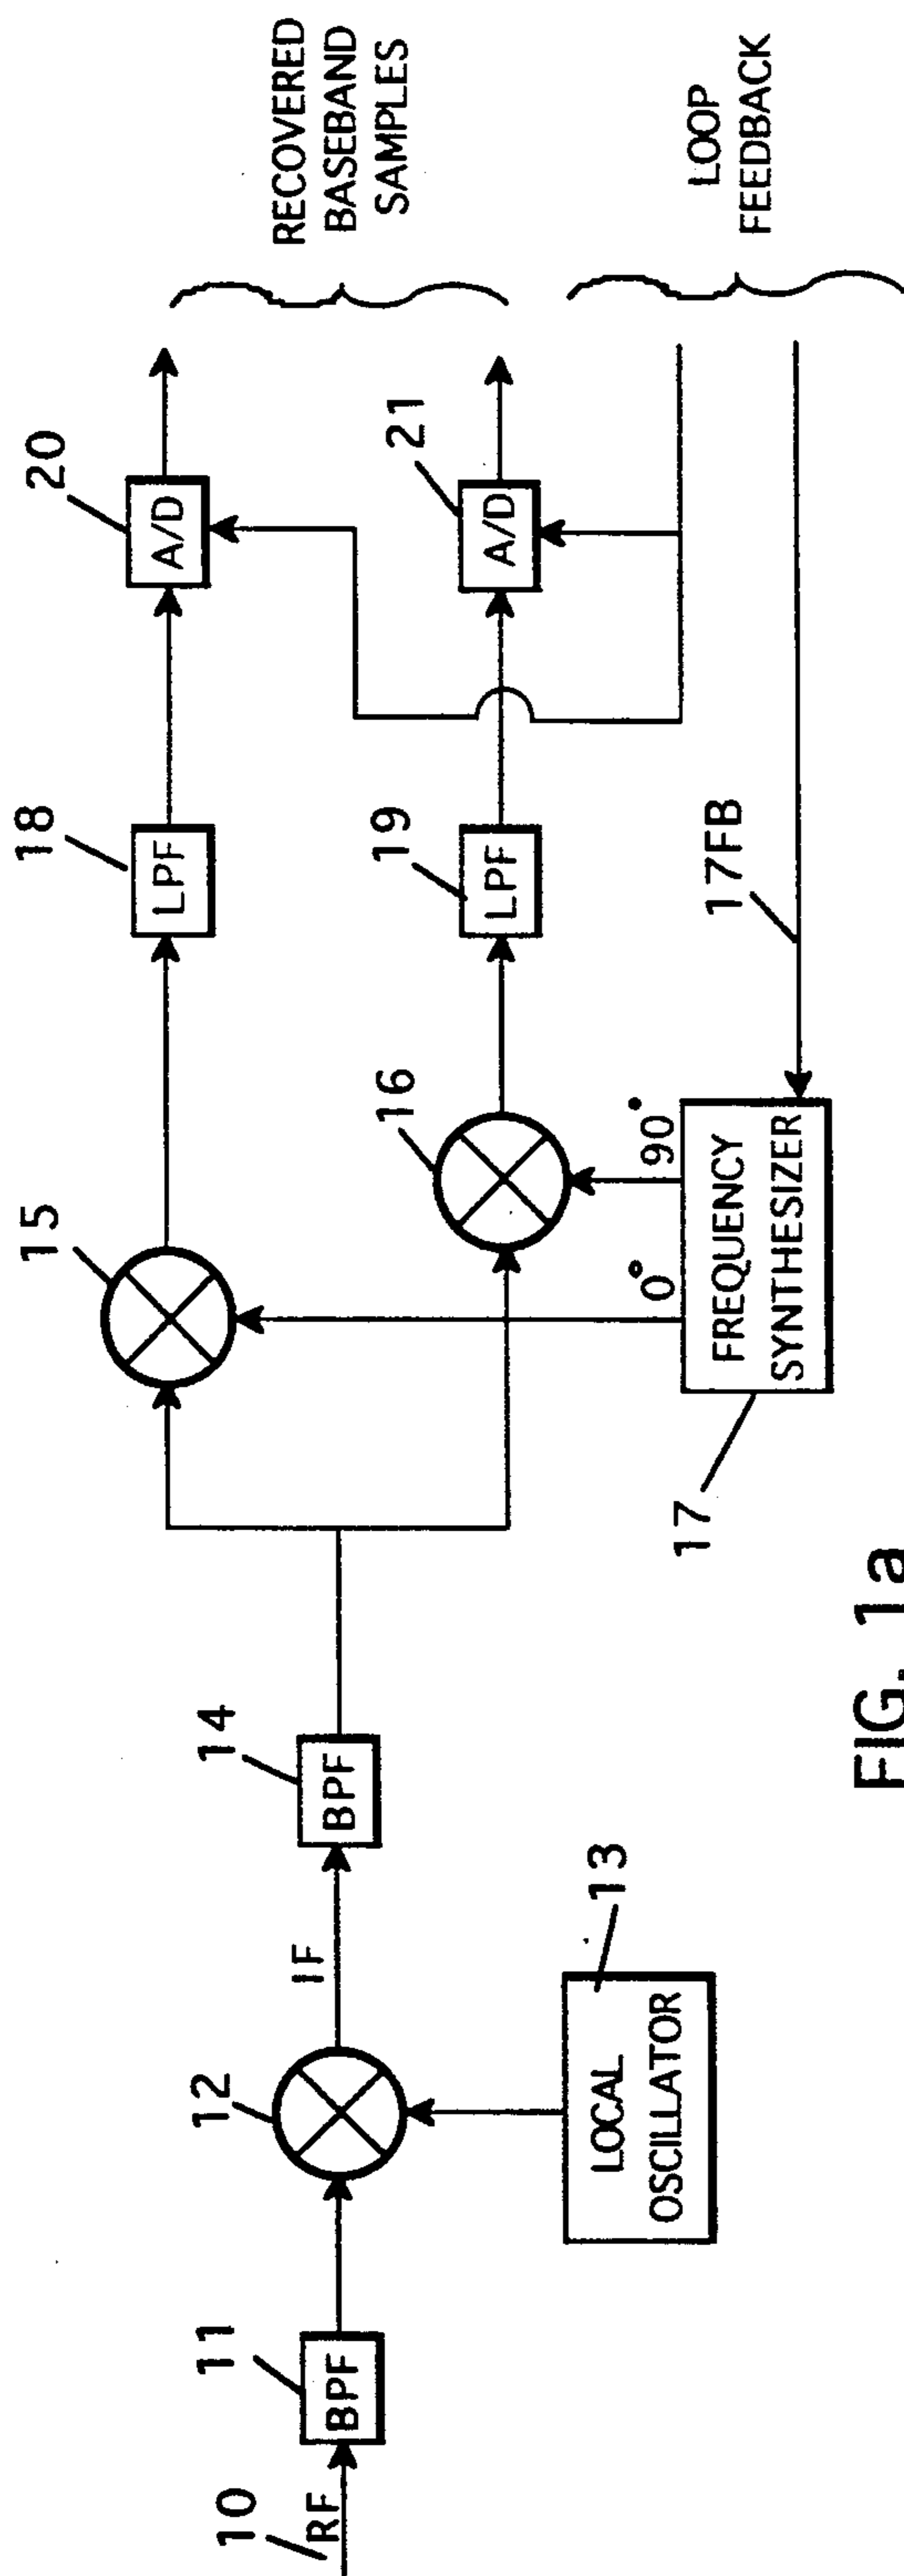 10
RF
11
BPF
12
LOCAL
OSCILLATOR
13
IF
14
BPF
15
16
0°
90°
FREQUENCY
SYNTHESIZER
17
17FB
18
LPF
19
LPF
20
A/D
21
A/D
RECOVERED
BASEBAND
SAMPLES
LOOP
FEEDBACK
FIG. 1a